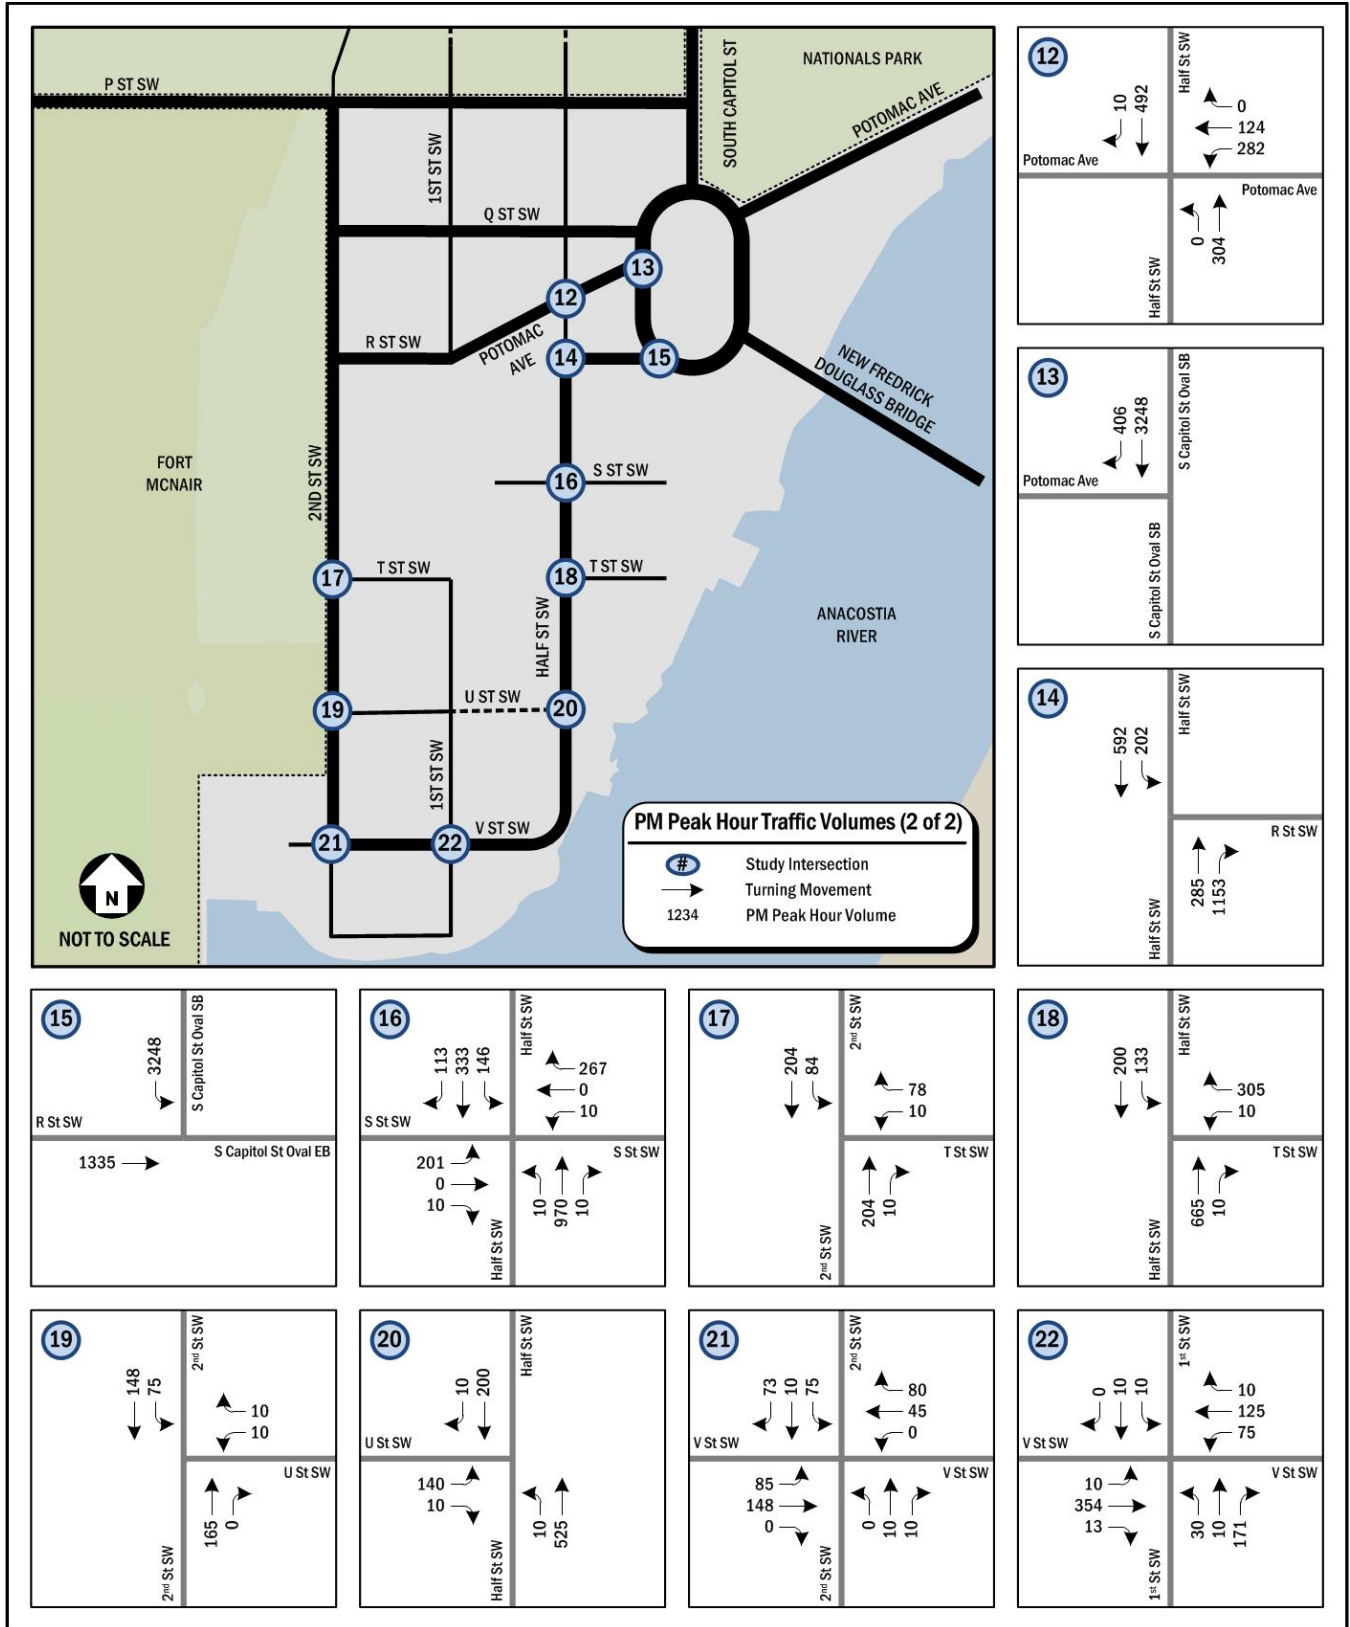 P ST SW
1ST ST SW
SOUTH CAPITOL ST
NATIONALS PARK
POTOMAC AVE
Q ST SW
13
12
R ST SW
POTOMAC
AVE
14
15
NEW FREDRICK
DOUGLASS BRIDGE
FORT
MCNAIR
2ND ST SW
16
S ST SW
17
T ST SW
18
T ST SW
HALF ST SW
ANACOSTIA
RIVER
19
U ST SW
20
1ST ST SW
21
22
V ST SW
N
NOT TO SCALE
PM Peak Hour Traffic Volumes (2 of 2)
# Study Intersection
Turning Movement
1234 PM Peak Hour Volume
12
Half St SW
10
492
0
124
282
Potomac Ave
Potomac Ave
0
304
Half St SW
13
S Capitol St Oval SB
406
3248
Potomac Ave
S Capitol St Oval SB
14
Half St SW
592
202
R St SW
285
1153
Half St SW
15
3248
S Capitol St Oval SB
R St SW
S Capitol St Oval EB
1335
16
Half St SW
113
333
146
267
0
10
S St SW
S St SW
201
0
10
10
970
10
Half St SW
17
2nd St SW
204
84
78
10
T St SW
204
10
2nd St SW
18
Half St SW
200
133
305
10
T St SW
665
10
Half St SW
19
2nd St SW
148
75
10
10
U St SW
165
0
2nd St SW
20
Half St SW
10
200
U St SW
140
10
10
525
Half St SW
21
2nd St SW
73
10
75
80
45
0
V St SW
V St SW
85
148
0
0
10
10
2nd St SW
22
1st St SW
0
10
10
10
125
75
V St SW
V St SW
10
354
13
30
10
171
1st St SW